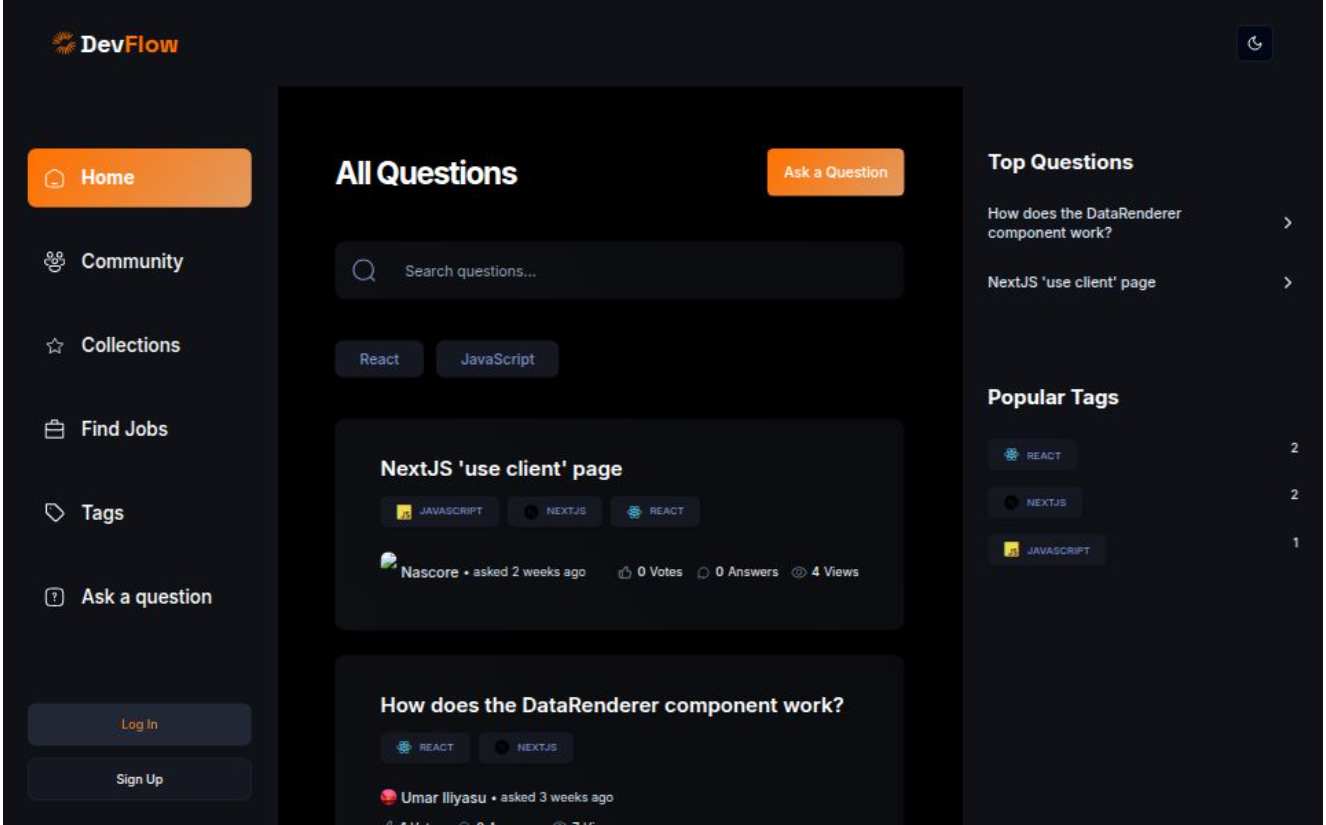 DevFlow
Home
Community
Collections
Find Jobs
Tags
Ask a question
Log In
Sign Up
All Questions
Ask a Question
Search questions...
React JavaScript
NextJS 'use client' page
JAVASCRIPT NEXTJS REACT
Nascore • asked 2 weeks ago 0 Votes 0 Answers 4 Views
How does the DataRenderer component work?
REACT NEXTJS
Umar Iliyasu • asked 3 weeks ago
Top Questions
How does the DataRenderer
component work?
NextJS 'use client' page
Popular Tags
REACT 2
NEXTJS 2
JS JAVASCRIPT 1